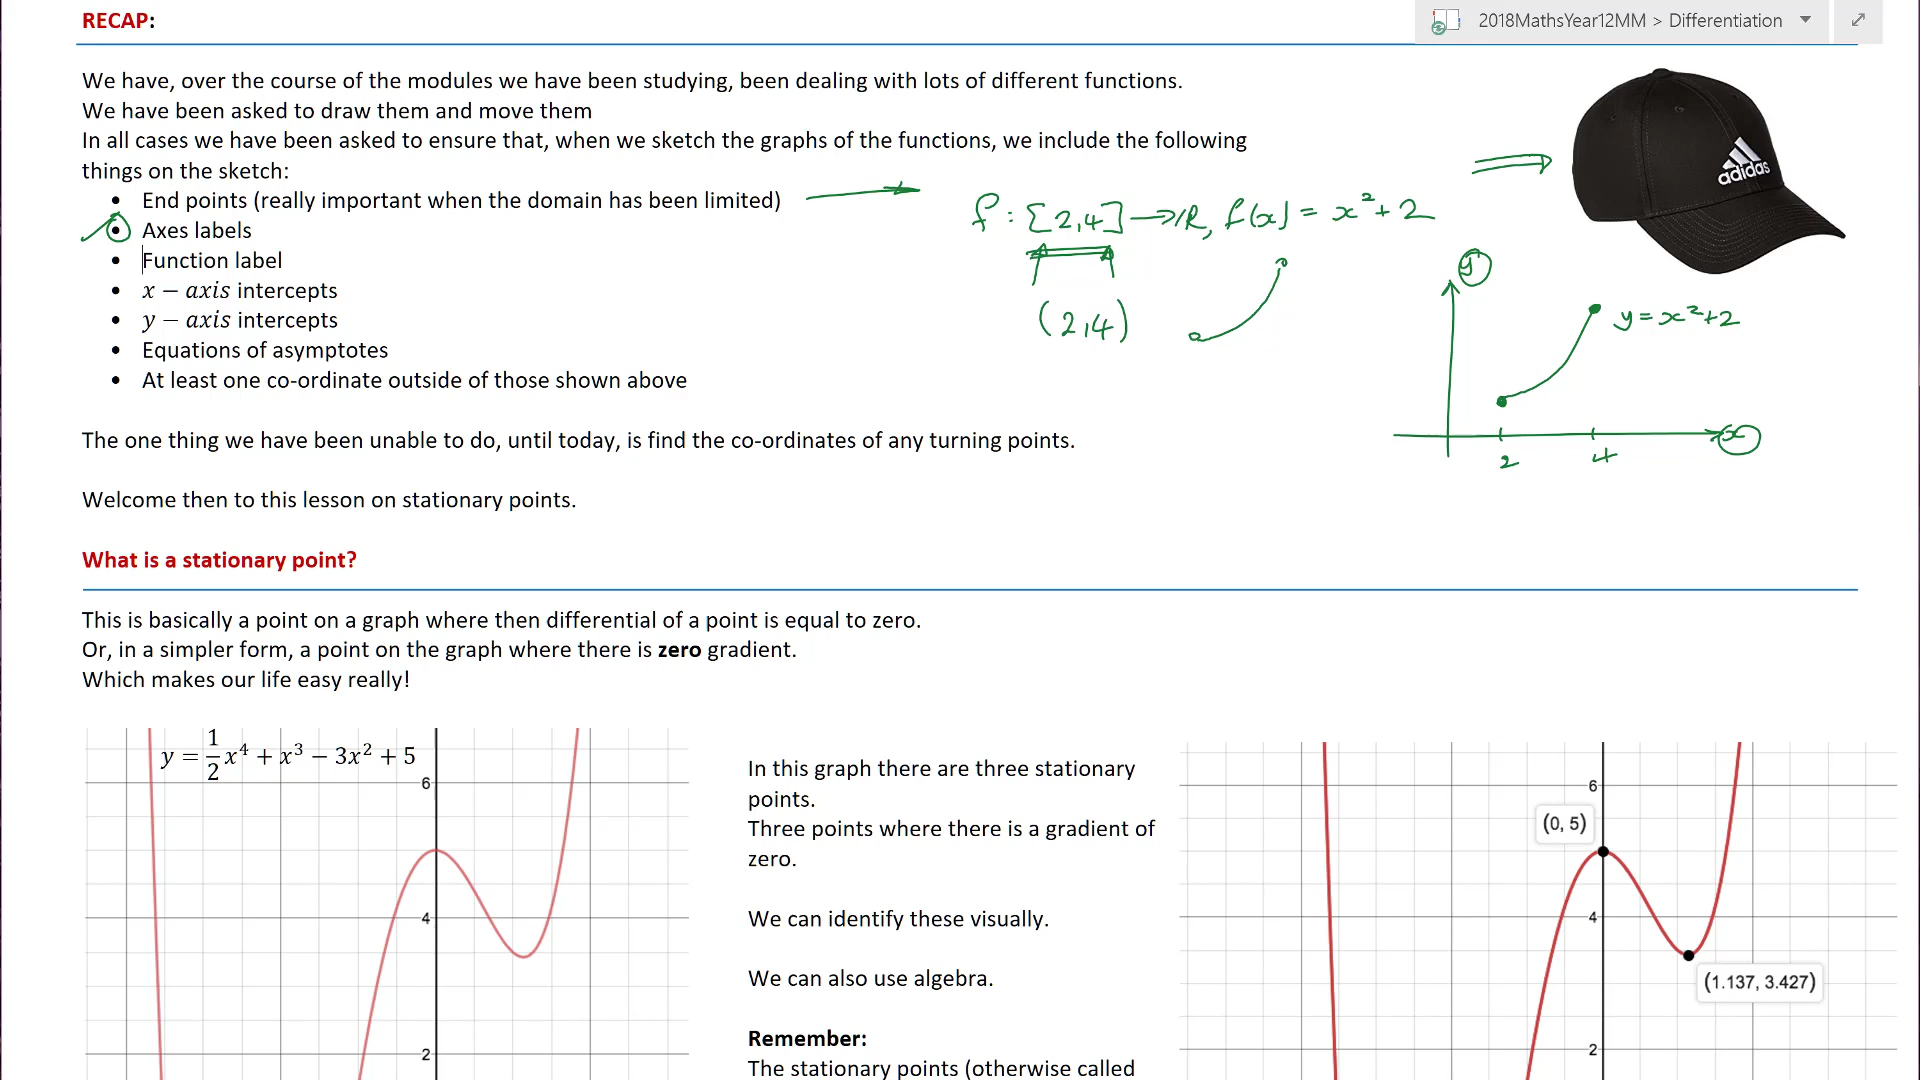 RECAP:
2018MathsYear12MM > Differentiation
We have, over the course of the modules we have been studying, been dealing with lots of different functions.
We have been asked to draw them and move them
In all cases we have been asked to ensure that, when we sketch the graphs of the functions, we include the following
things on the sketch:
• End points (really important when the domain has been limited)
• Axes labels
• Function label
• x – axis intercepts
• y – axis intercepts
• Equations of asymptotes
• At least one co-ordinate outside of those shown above
f : [2,4] → R, f(x) = x² + 2
(2,4)
adidas
y
y = x²+2
x
2
4
The one thing we have been unable to do, until today, is find the co-ordinates of any turning points.
Welcome then to this lesson on stationary points.
What is a stationary point?
This is basically a point on a graph where then differential of a point is equal to zero.
Or, in a simpler form, a point on the graph where there is zero gradient.
Which makes our life easy really!
y = 1/2 x⁴ + x³ − 3x² + 5
6
4
2
In this graph there are three stationary
points.
Three points where there is a gradient of
zero.
We can identify these visually.
We can also use algebra.
Remember:
The stationary points (otherwise called
6
(0, 5)
4
(1.137, 3.427)
2